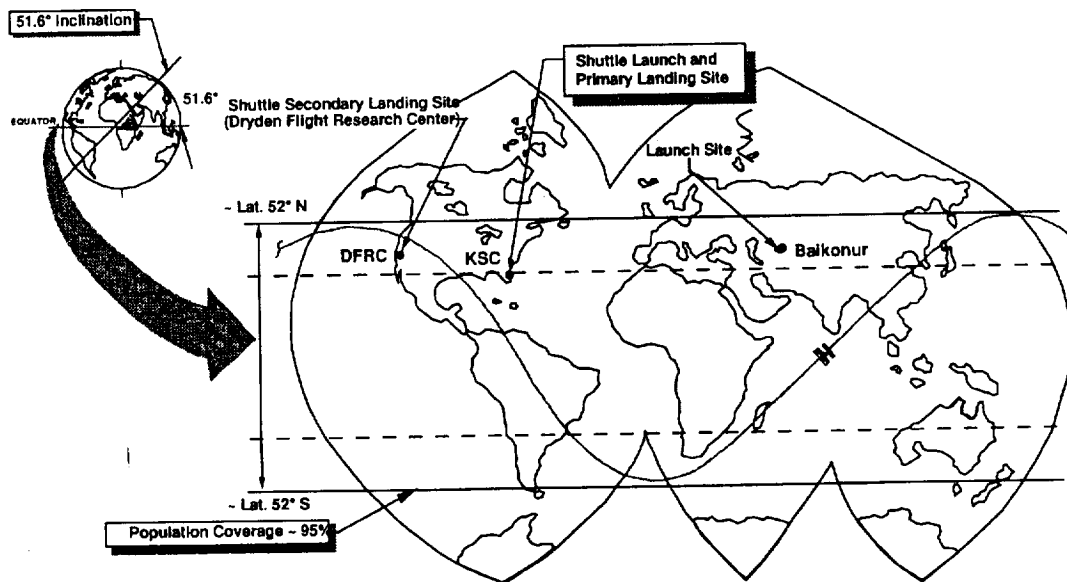 51.6° Inclination
51.6°
EQUATOR
Shuttle Secondary Landing Site
(Dryden Flight Research Center)
Shuttle Launch and
Primary Landing Site
Launch Site
~ Lat. 52° N
DFRC
KSC
Baikonur
~ Lat. 52° S
Population Coverage ~ 95%